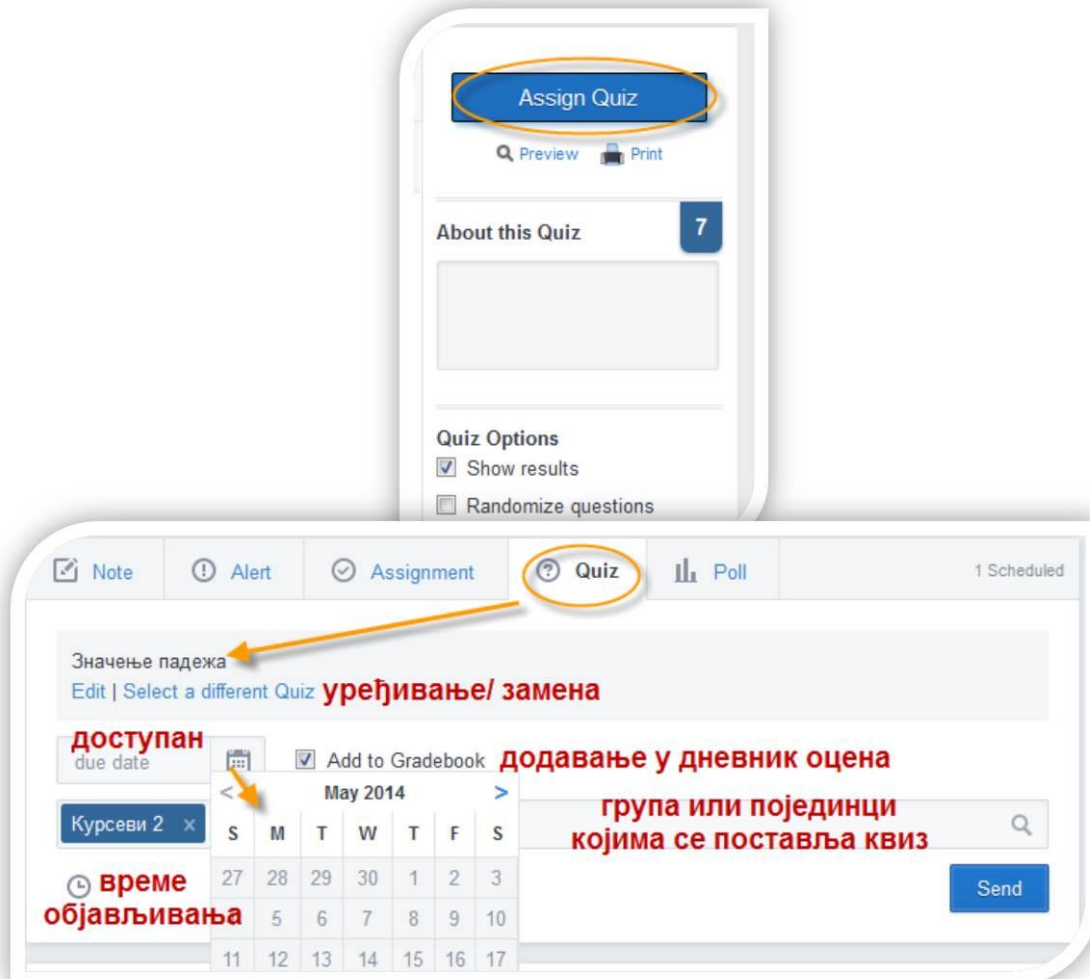 Assign Quiz
Preview Print
About this Quiz 7
Quiz Options
Show results
Randomize questions
Note Alert Assignment Quiz Poll 1 Scheduled
Значење падежа
Edit | Select a different Quiz уређивање/ замена
доступан
due date Add to Gradebook додавање у дневник оцена
< May 2014 >
група или појединци
Курсеви 2 x S M T W T F S којима се поставља квиз
време 27 28 29 30 1 2 3 Send
објављивања 5 6 7 8 9 10
11 12 13 14 15 16 17